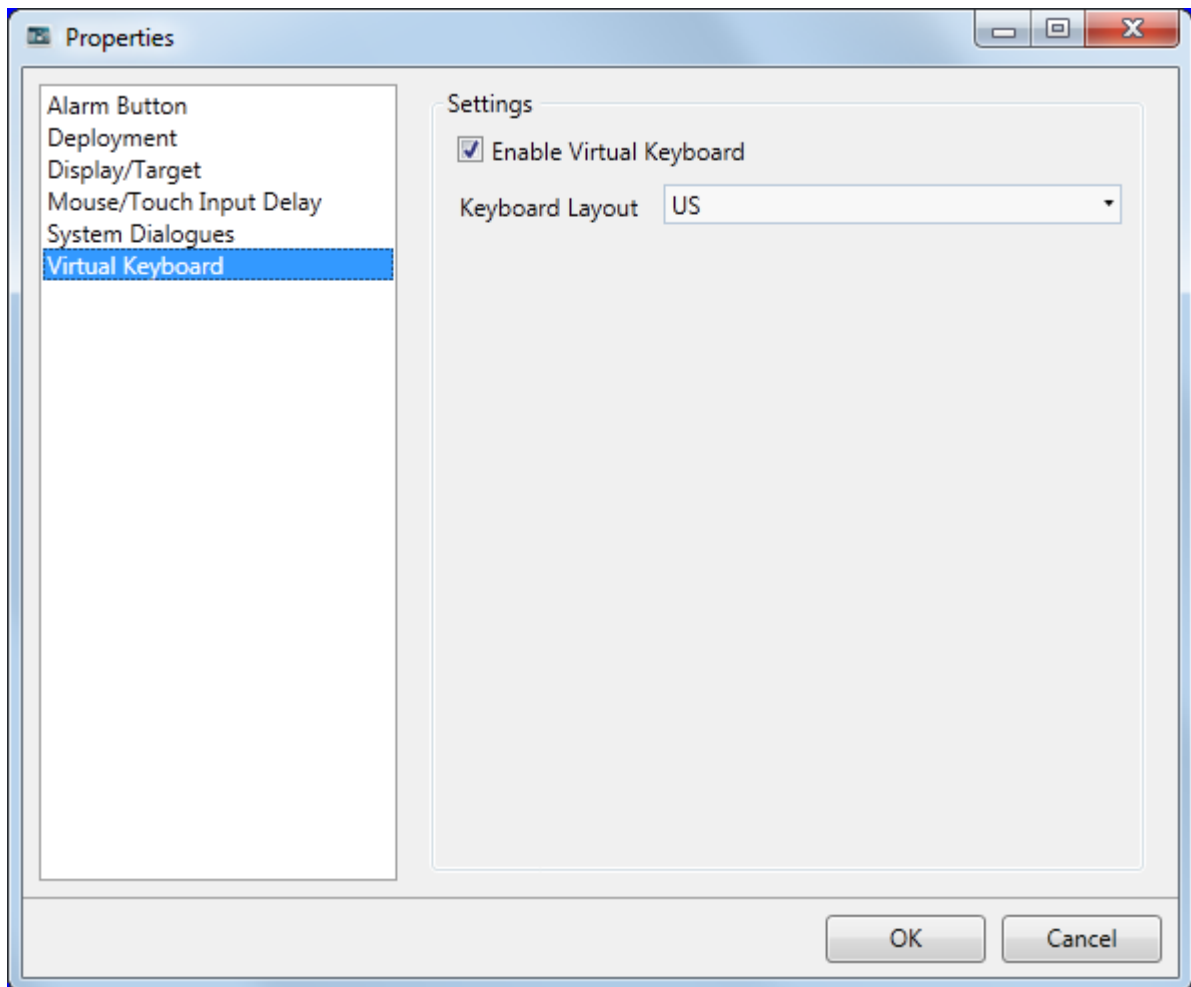 Properties
Alarm Button
Deployment
Display/Target
Mouse/Touch Input Delay
System Dialogues
Virtual Keyboard
Settings
Enable Virtual Keyboard
Keyboard Layout US
OK Cancel